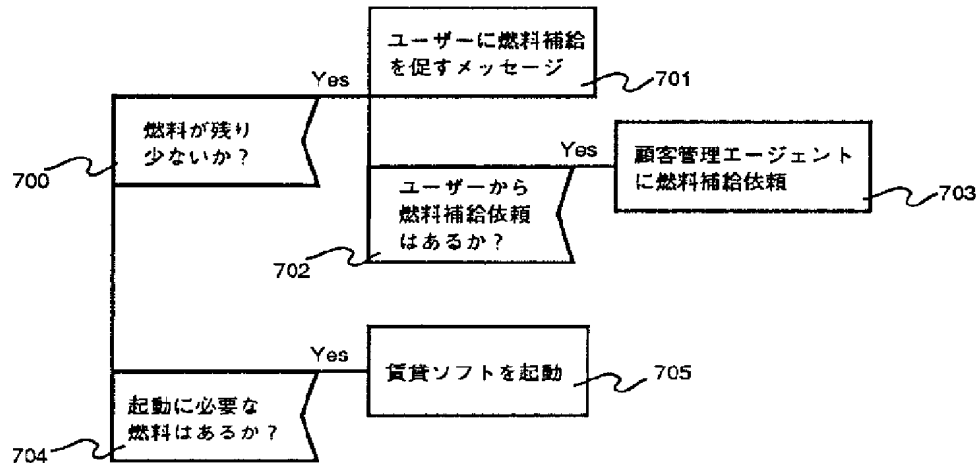 ユーザーに燃料補給
を促すメッセージ
701
Yes
燃料が残り
少ないか？
700
Yes
顧客管理エージェント
に燃料補給依頼
703
ユーザーから
燃料補給依頼
はあるか？
702
Yes
賃貸ソフトを起動
705
起動に必要な
燃料はあるか？
704